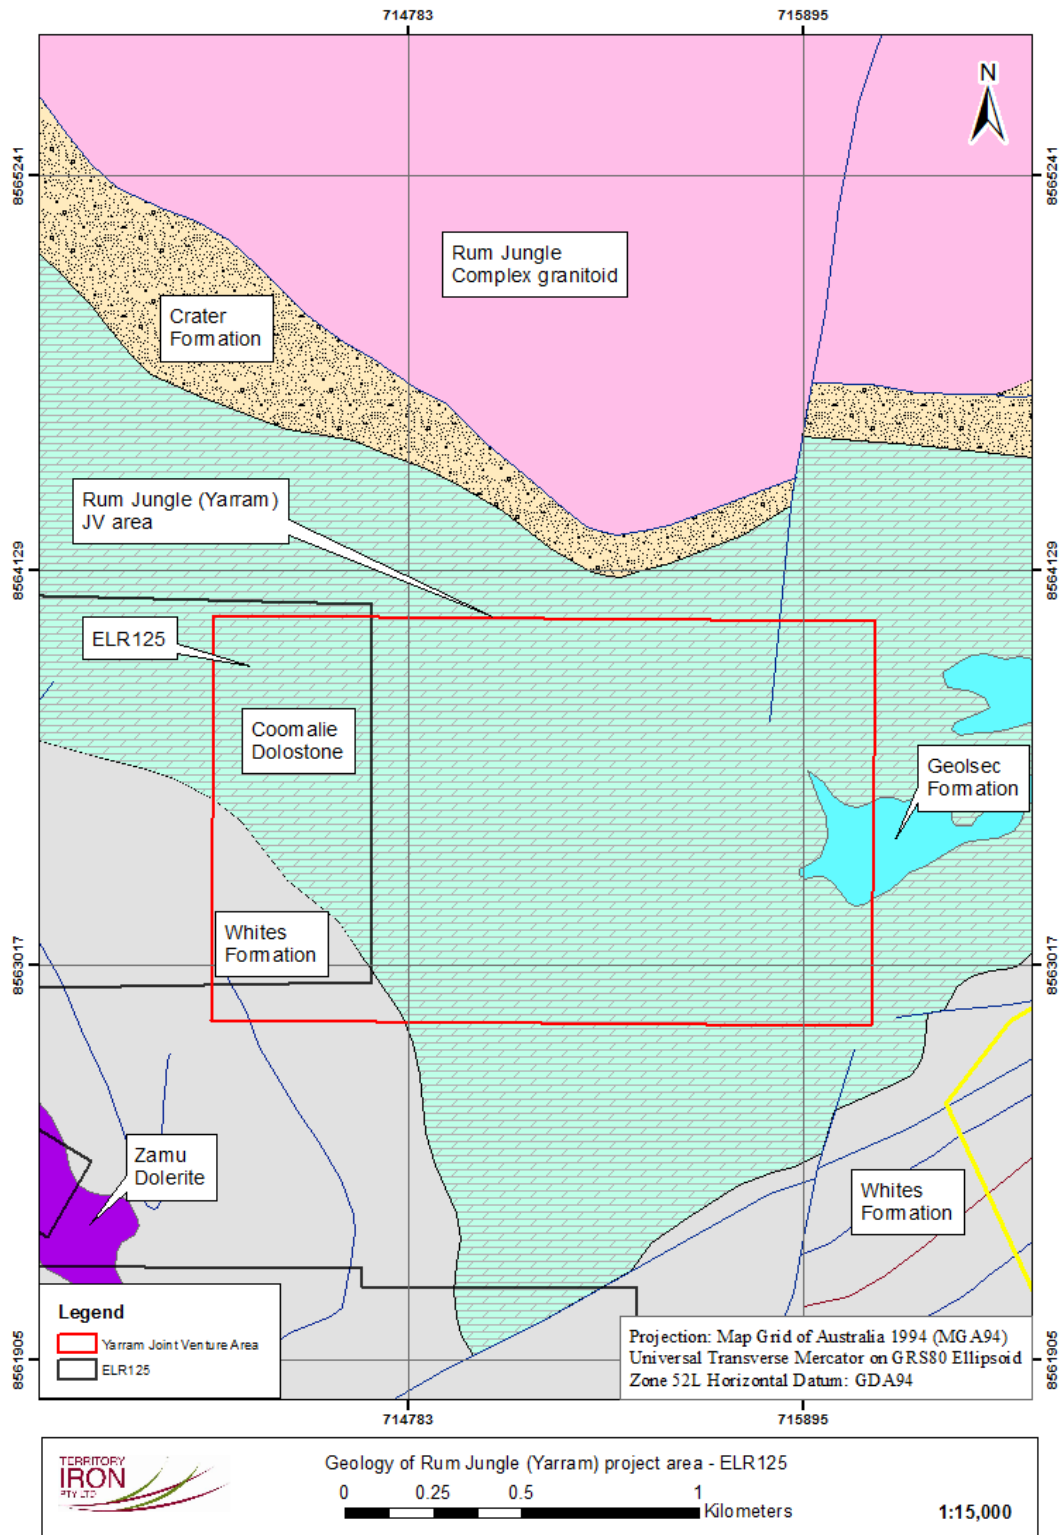 714783
715895
N
8565241
8565241
Rum Jungle
Complex granitoid
Crater
Formation
Rum Jungle (Yarram)
JV area
8564129
8564129
ELR125
Coomalie
Dolostone
Geolsec
Formation
Whites
Formation
8563017
8563017
Zamu
Dolerite
Whites
Formation
Legend
Yarram Joint Venture Area
ELR125
Projection: Map Grid of Australia 1994 (MGA94)
Universal Transverse Mercator on GRS80 Ellipsoid
Zone 52L Horizontal Datum: GDA94
8561905
8561905
714783
715895
TERRITORY
IRON
PTY LTD
Geology of Rum Jungle (Yarram) project area - ELR125
0 0.25 0.5 1
Kilometers
1:15,000